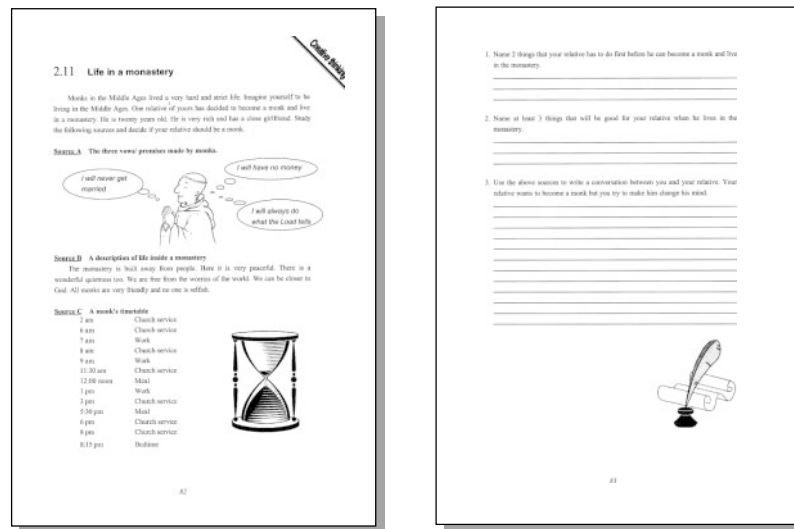 Creative thinking
2.11 Life in a monastery
Monks in the Middle Ages lived a very hard and strict life. Imagine yourself to be
living in the Middle Ages. One relative of yours has decided to become a monk and live
in a monastery. He is twenty years old. He is very rich and has a close girlfriend. Study
the following sources and decide if your relative should be a monk.
Source A The three vows/ promises made by monks.
I will never get
married
I will have no money
I will always do
what the Load tells
Source B A description of life inside a monastery
The monastery is built away from people. Here it is very peaceful. There is a
wonderful quietness too. We are free from the worries of the world. We can be closer to
God. All monks are very friendly and no one is selfish.
Source C A monk's timetable
2 am Church service
6 am Church service
7 am Work
8 am Church service
9 am Work
11:30 am Church service
12:00 noon Meal
1 pm Work
3 pm Church service
5:30 pm Meal
6 pm Church service
8 pm Church service
8:15 pm Bedtime
82
1. Name 2 things that your relative has to do first before he can become a monk and live
in the monastery.
2. Name at least 3 things that will be good for your relative when he lives in the
monastery.
3. Use the above sources to write a conversation between you and your relative. Your
relative wants to become a monk but you try to make him change his mind.
83